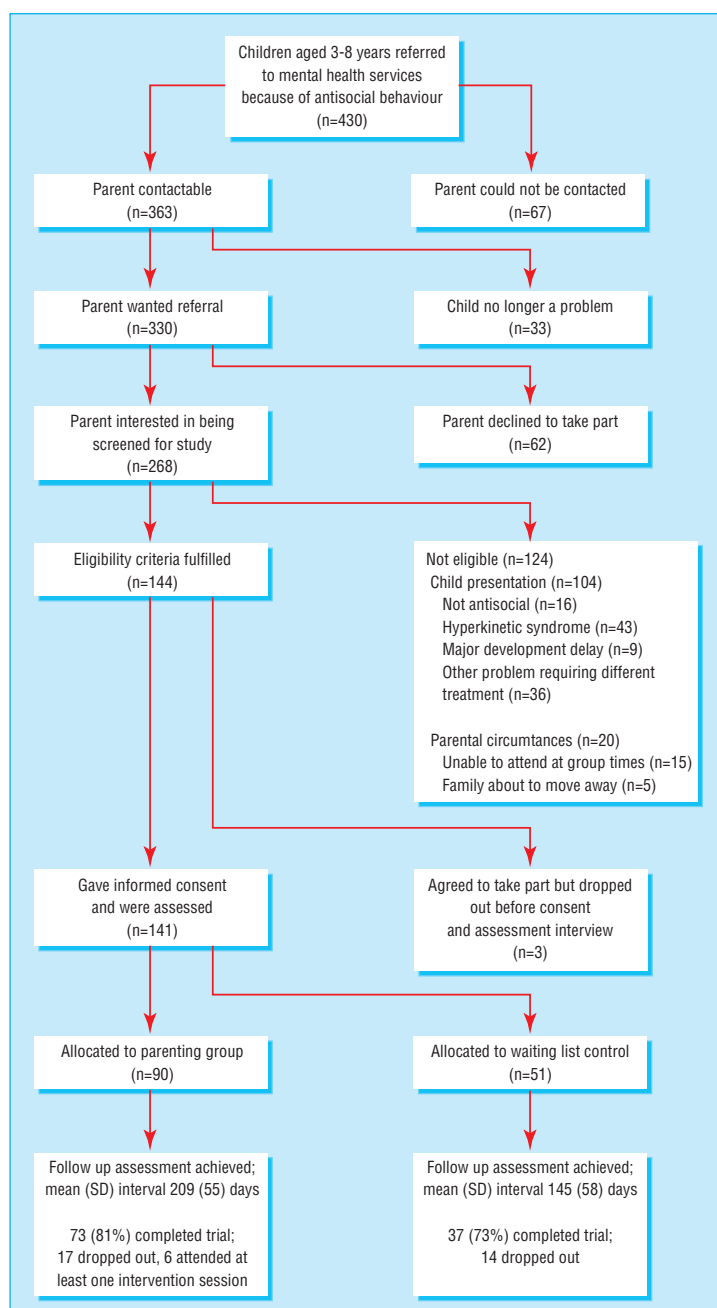 Children aged 3-8 years referred
to mental health services
because of antisocial behaviour
(n=430)
Parent contactable
(n=363)
Parent could not be contacted
(n=67)
Parent wanted referral
(n=330)
Child no longer a problem
(n=33)
Parent interested in being
screened for study
(n=268)
Parent declined to take part
(n=62)
Eligibility criteria fulfilled
(n=144)
Not eligible (n=124)
Child presentation (n=104)
Not antisocial (n=16)
Hyperkinetic syndrome (n=43)
Major development delay (n=9)
Other problem requiring different
treatment (n=36)
Parental circumtances (n=20)
Unable to attend at group times (n=15)
Family about to move away (n=5)
Gave informed consent
and were assessed
(n=141)
Agreed to take part but dropped
out before consent
and assessment interview
(n=3)
Allocated to parenting group
(n=90)
Allocated to waiting list control
(n=51)
Follow up assessment achieved;
mean (SD) interval 209 (55) days
73 (81%) completed trial;
17 dropped out, 6 attended at
least one intervention session
Follow up assessment achieved;
mean (SD) interval 145 (58) days
37 (73%) completed trial;
14 dropped out